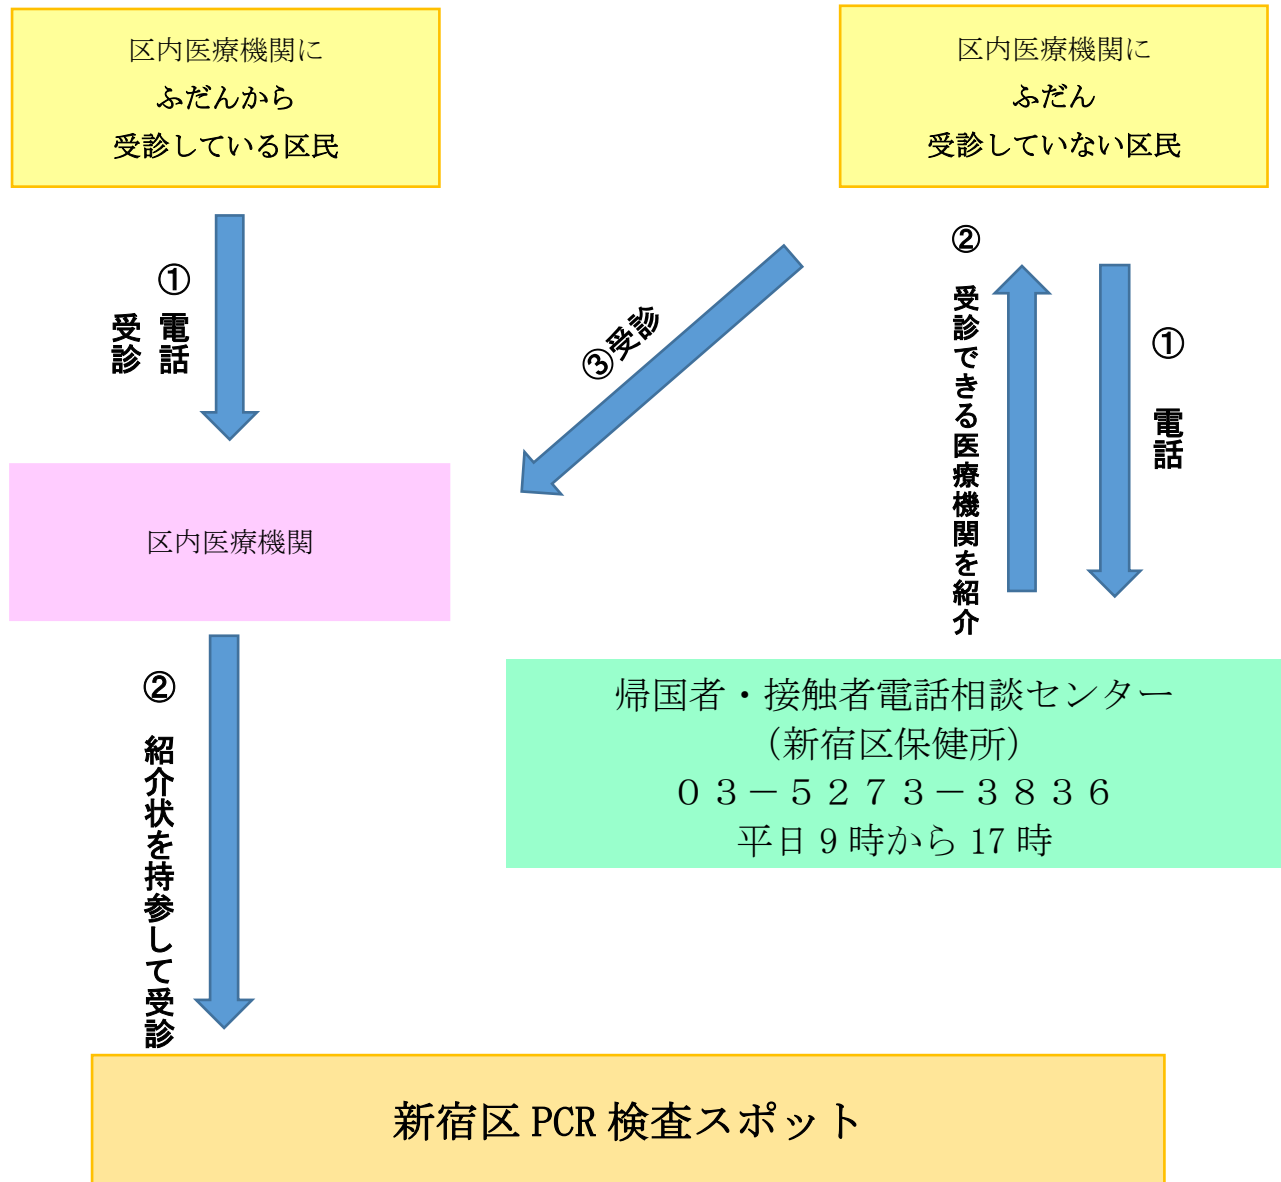 区内医療機関に
ふだんから
受診している区民
区内医療機関に
ふだん
受診していない区民
① 電話
受診
③受診
② 受診できる医療機関を紹介
① 電話
区内医療機関
帰国者・接触者電話相談センター
（新宿区保健所）
０３－５２７３－３８３６
平日 9 時から 17 時
② 紹介状を持参して受診
新宿区 PCR 検査スポット